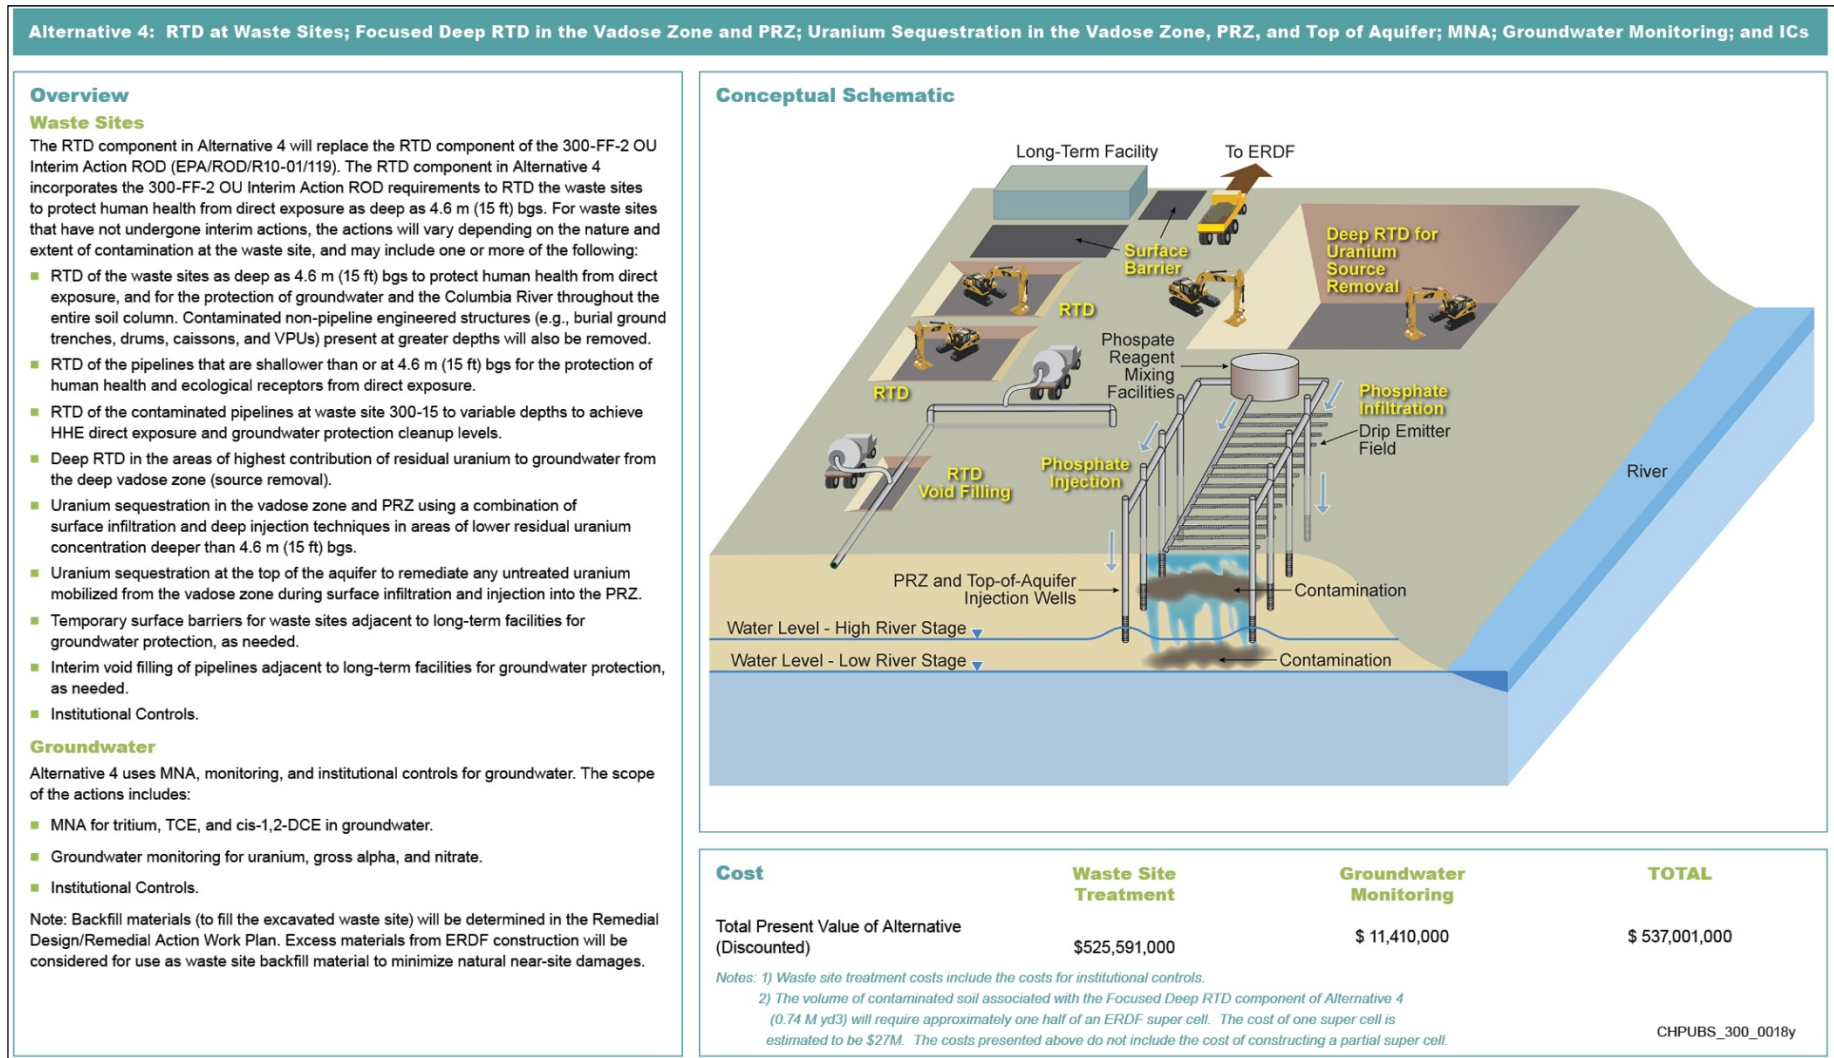 Alternative 4: RTD at Waste Sites; Focused Deep RTD in the Vadose Zone and PRZ; Uranium Sequestration in the Vadose Zone, PRZ, and Top of Aquifer; MNA; Groundwater Monitoring; and ICs
Overview
Waste Sites
The RTD component in Alternative 4 will replace the RTD component of the 300-FF-2 OU
Interim Action ROD (EPA/ROD/R10-01/119). The RTD component in Alternative 4
incorporates the 300-FF-2 OU Interim Action ROD requirements to RTD the waste sites
to protect human health from direct exposure as deep as 4.6 m (15 ft) bgs. For waste sites
that have not undergone interim actions, the actions will vary depending on the nature and
extent of contamination at the waste site, and may include one or more of the following:
RTD of the waste sites as deep as 4.6 m (15 ft) bgs to protect human health from direct
exposure, and for the protection of groundwater and the Columbia River throughout the
entire soil column. Contaminated non-pipeline engineered structures (e.g., burial ground
trenches, drums, caissons, and VPUs) present at greater depths will also be removed.
RTD of the pipelines that are shallower than or at 4.6 m (15 ft) bgs for the protection of
human health and ecological receptors from direct exposure.
RTD of the contaminated pipelines at waste site 300-15 to variable depths to achieve
HHE direct exposure and groundwater protection cleanup levels.
Deep RTD in the areas of highest contribution of residual uranium to groundwater from
the deep vadose zone (source removal).
Uranium sequestration in the vadose zone and PRZ using a combination of
surface infiltration and deep injection techniques in areas of lower residual uranium
concentration deeper than 4.6 m (15 ft) bgs.
Uranium sequestration at the top of the aquifer to remediate any untreated uranium
mobilized from the vadose zone during surface infiltration and injection into the PRZ.
Temporary surface barriers for waste sites adjacent to long-term facilities for
groundwater protection, as needed.
Interim void filling of pipelines adjacent to long-term facilities for groundwater protection,
as needed.
Institutional Controls.
Groundwater
Alternative 4 uses MNA, monitoring, and institutional controls for groundwater. The scope
of the actions includes:
MNA for tritium, TCE, and cis-1,2-DCE in groundwater.
Groundwater monitoring for uranium, gross alpha, and nitrate.
Institutional Controls.
Note: Backfill materials (to fill the excavated waste site) will be determined in the Remedial
Design/Remedial Action Work Plan. Excess materials from ERDF construction will be
considered for use as waste site backfill material to minimize natural near-site damages.
Conceptual Schematic
Long-Term Facility
To ERDF
Surface
Barrier
Deep RTD for
Uranium
Source
Removal
RTD
Phospate
Reagent
Mixing
Facilities
RTD
Phosphate
Infiltration
Drip Emitter
Field
Phosphate
Injection
RTD
Void Filling
River
PRZ and Top-of-Aquifer
Injection Wells
Contamination
Water Level - High River Stage
Water Level - Low River Stage
Contamination
Cost
Waste Site
Treatment
Groundwater
Monitoring
TOTAL
Total Present Value of Alternative
(Discounted)
$525,591,000
$ 11,410,000
$ 537,001,000
Notes: 1) Waste site treatment costs include the costs for institutional controls.
2) The volume of contaminated soil associated with the Focused Deep RTD component of Alternative 4
(0.74 M yd3) will require approximately one half of an ERDF super cell. The cost of one super cell is
estimated to be $27M. The costs presented above do not include the cost of constructing a partial super cell.
CHPUBS_300_0018y